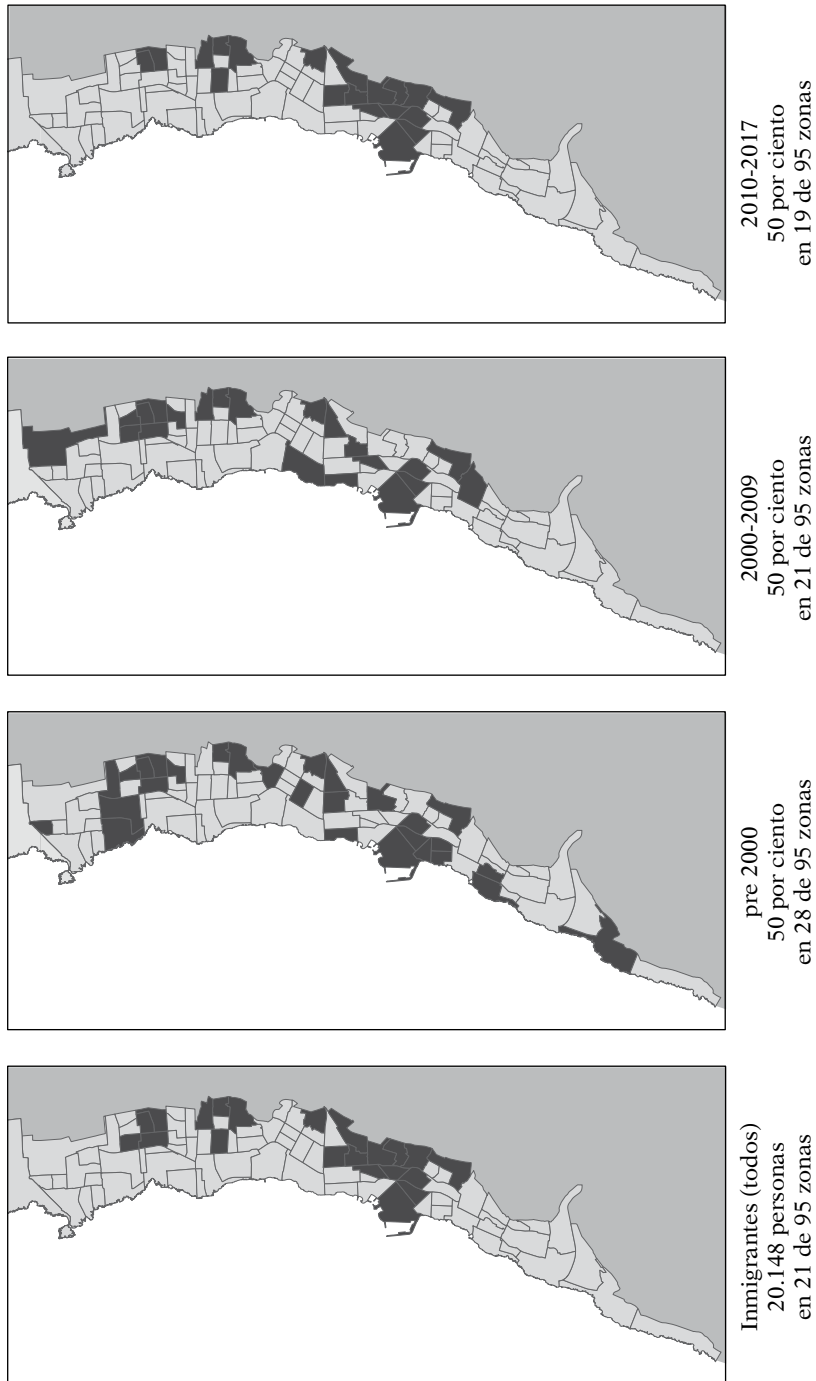 Inmigrantes (todos)
20.148 personas
en 21 de 95 zonas
pre 2000
50 por ciento
en 28 de 95 zonas
2000-2009
50 por ciento
en 21 de 95 zonas
2010-2017
50 por ciento
en 19 de 95 zonas